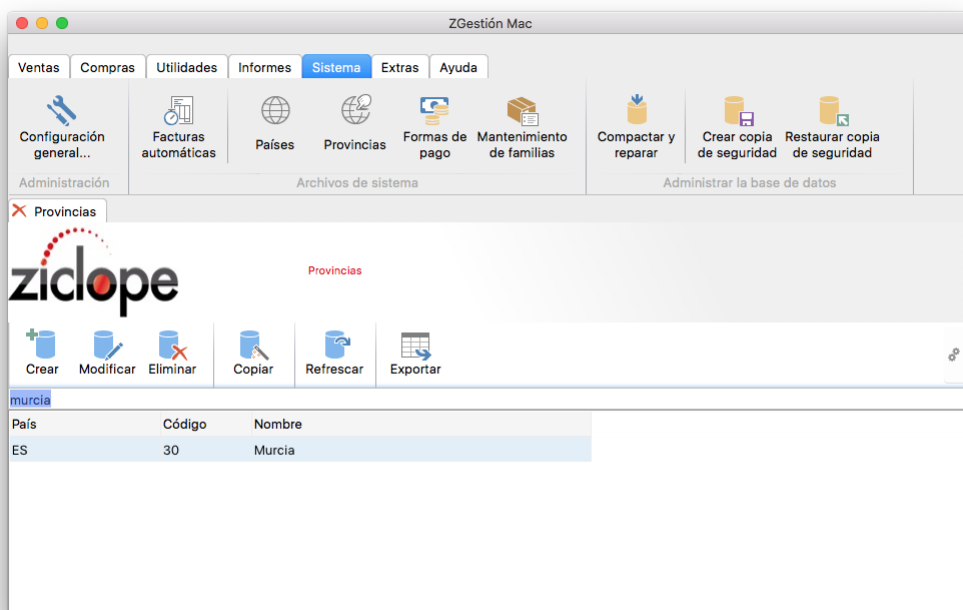 ZGestión Mac
Ventas Compras Utilidades Informes Sistema Extras Ayuda
Configuración general...
Facturas automáticas
Países
Provincias
Formas de pago
Mantenimiento de familias
Compactar y reparar
Crear copia de seguridad
Restaurar copia de seguridad
Administración
Archivos de sistema
Administrar la base de datos
Provincias
ziclope
Provincias
Crear Modificar Eliminar Copiar Refrescar Exportar
murcia
País Código Nombre
ES 30 Murcia